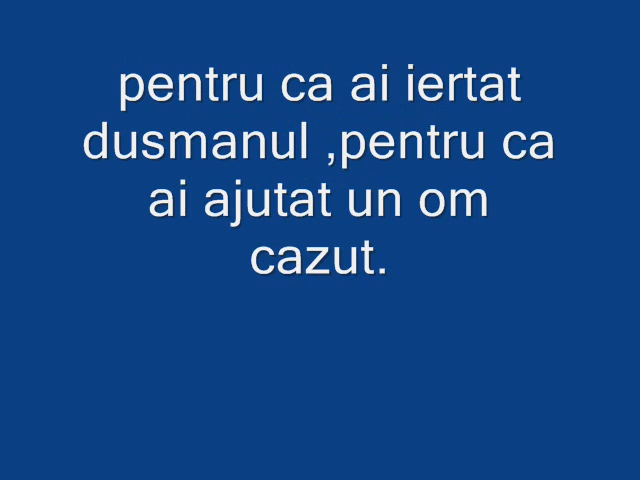 pentru ca ai iertat
dusmanul ,pentru ca
ai ajutat un om
cazut.